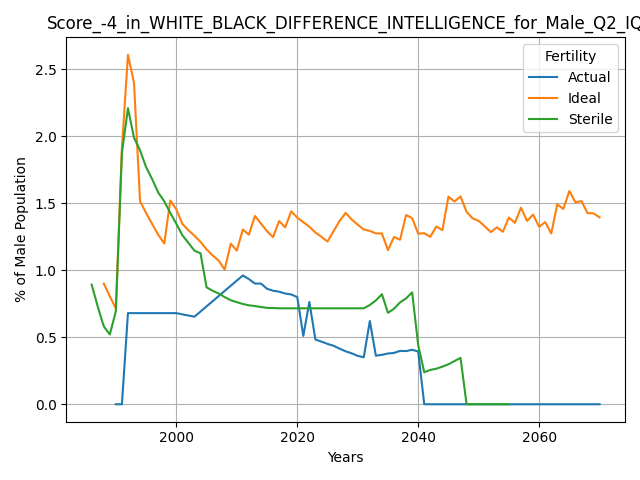 Score_-4_in_WHITE_BLACK_DIFFERENCE_INTELLIGENCE_for_Male_Q2_IQ
Fertility
Actual
Ideal
Sterile
% of Male Population
2.5
2.0
1.5
1.0
0.5
0.0
2000 2020 2040 2060
Years